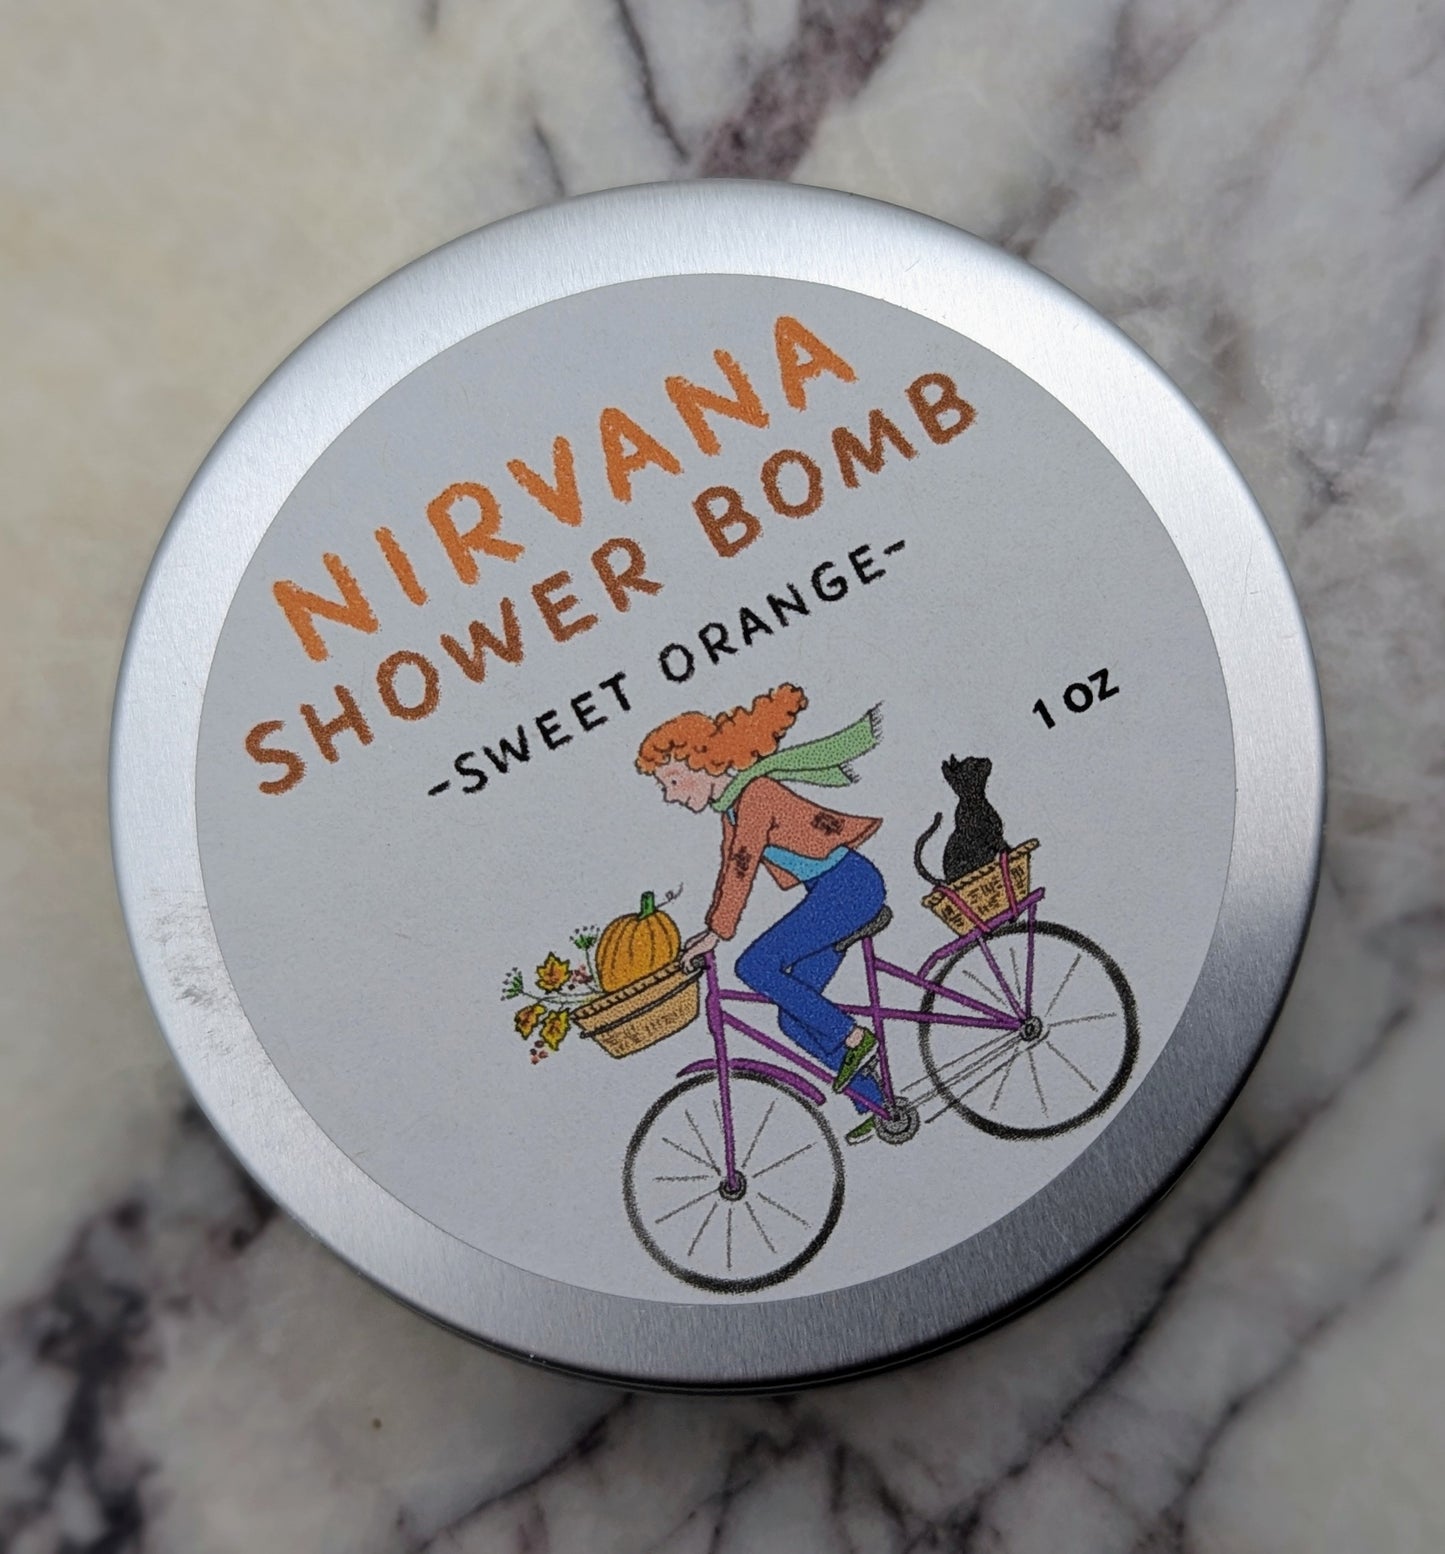 NIRVANA
SHOWER BOMB
-SWEET ORANGE-
1 OZ